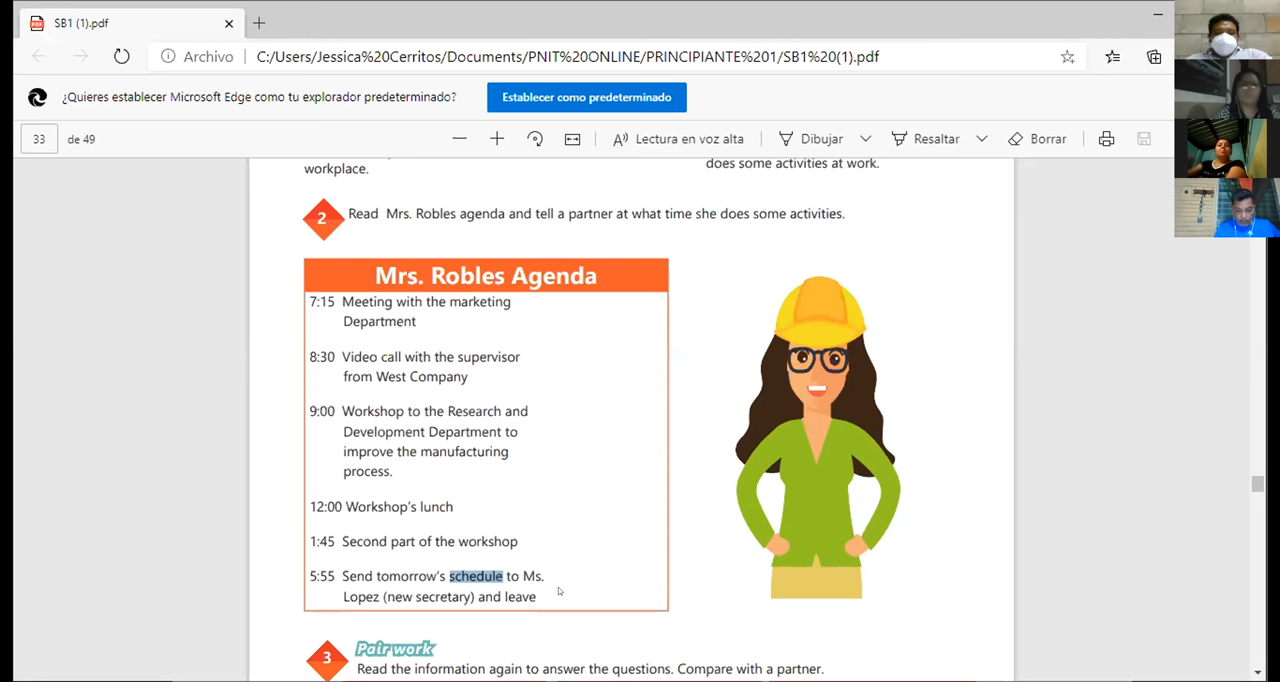 SB1 (1).pdf
Archivo
C:/Users/Jessica%20Cerritos/Documents/PNIT%20ONLINE/PRINCIPIANTE%201/SB1%20(1).pdf
¿Quieres establecer Microsoft Edge como tu explorador predeterminado?
Establecer como predeterminado
33 de 49
Lectura en voz alta
Dibujar
Resaltar
Borrar
workplace.
does some activities at work.
2 Read Mrs. Robles agenda and tell a partner at what time she does some activities.
Mrs. Robles Agenda
7:15 Meeting with the marketing
Department
8:30 Video call with the supervisor
from West Company
9:00 Workshop to the Research and
Development Department to
improve the manufacturing
process.
12:00 Workshop's lunch
1:45 Second part of the workshop
5:55 Send tomorrow's schedule to Ms.
Lopez (new secretary) and leave
3 Pair work
Read the information again to answer the questions. Compare with a partner.